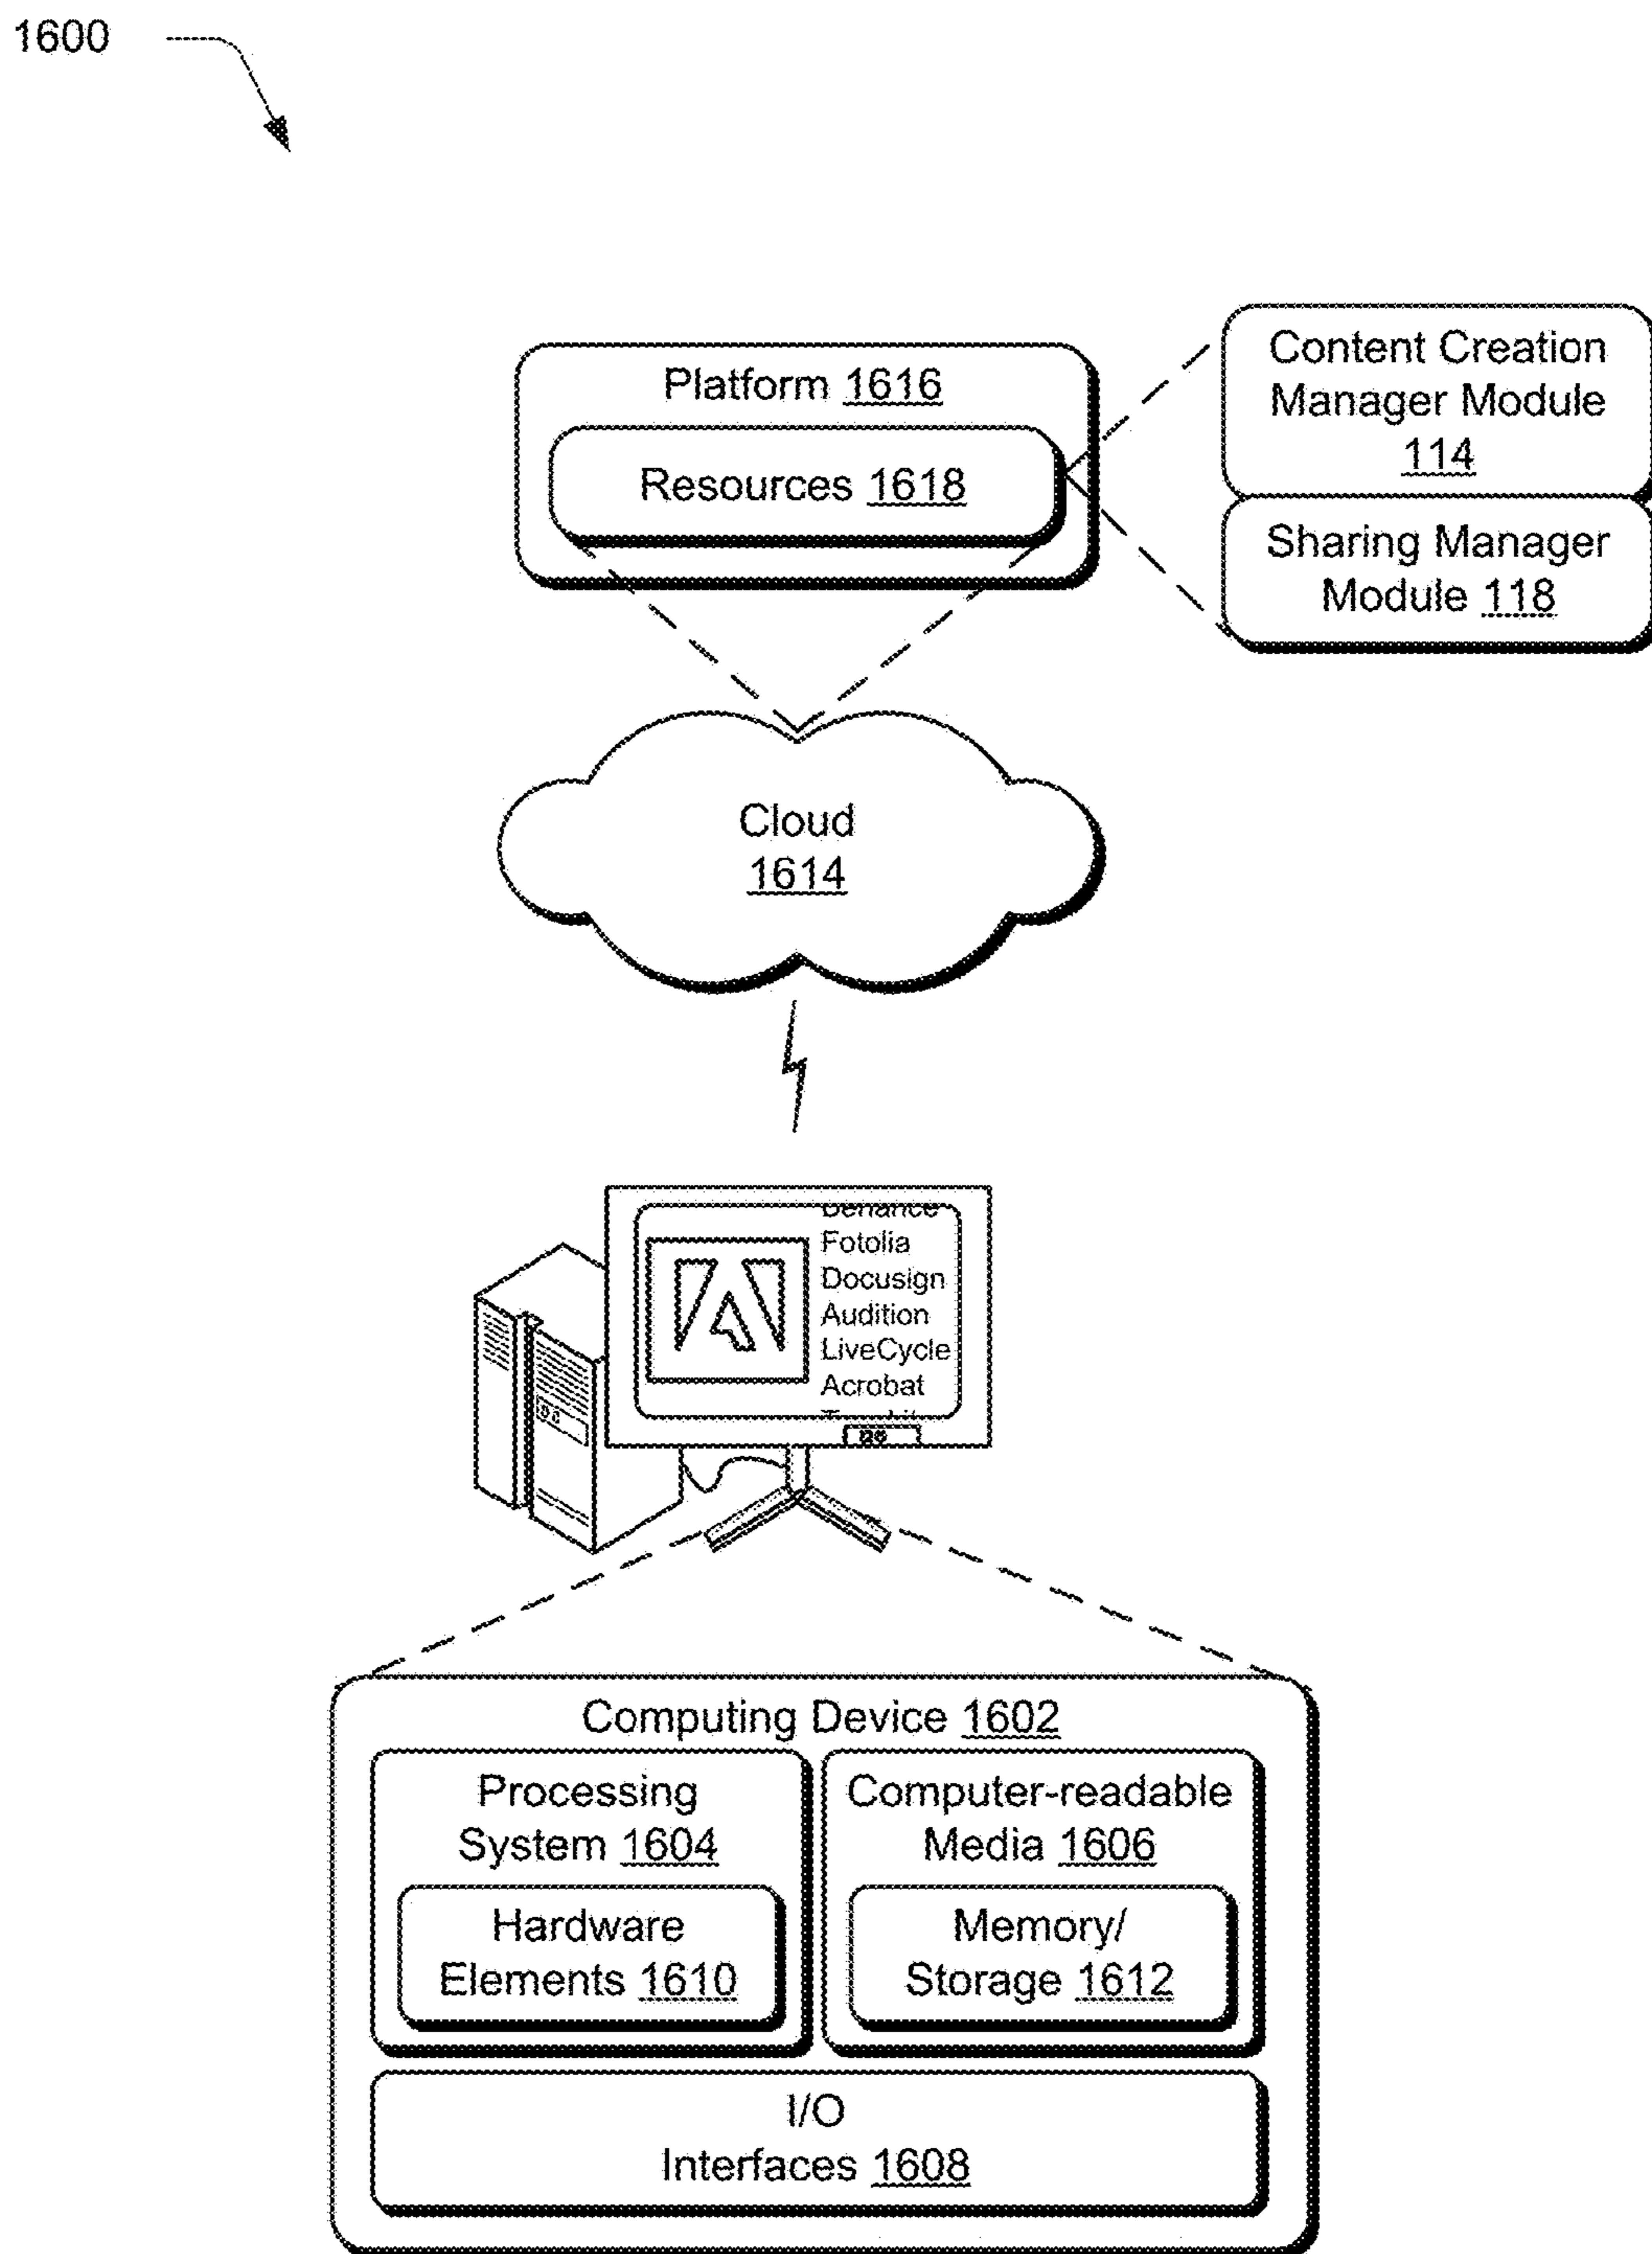 1600
Platform 1616
Resources 1618
Content Creation
Manager Module
114
Sharing Manager
Module 118
Cloud
1614
Fotolia
Docusign
Audition
LiveCycle
Acrobat
Computing Device 1602
Processing
System 1604
Hardware
Elements 1610
Computer-readable
Media 1606
Memory/
Storage 1612
I/O
Interfaces 1608